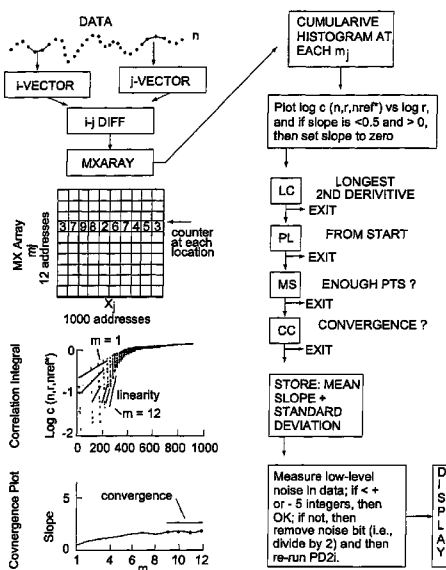 DATA
n
i-VECTOR
j-VECTOR
i-j DIFF
MXARAY
MX Array
mj
12 addresses
3 7 9 8 2 6 7 4 5 3
counter
at each
location
Xj
1000 addresses
Correlation Integral
Log c (n,r,nref*)
0
-1
-2
m = 1
linearity
m = 12
0 200 400 600 800 1000
Covnergence Plot
Slope
5
0
convergence
1 2 4 6 8 10 12
m
CUMULARIVE
HISTOGRAM AT
EACH mj
Plot log c (n,r,nref*) vs log r,
and if slope is <0.5 and > 0,
then set slope to zero
LC
LONGEST
2ND DERIVITIVE
EXIT
PL
FROM START
EXIT
MS
ENOUGH PTS ?
EXIT
CC
CONVERGENCE ?
EXIT
STORE: MEAN
SLOPE +
STANDARD
DEVIATION
Measure low-level
noise in data; if < +
or - 5 integers, then
OK; if not, then
remove noise bit (i.e.,
divide by 2) and then
re-run PD2i.
DISPLAY